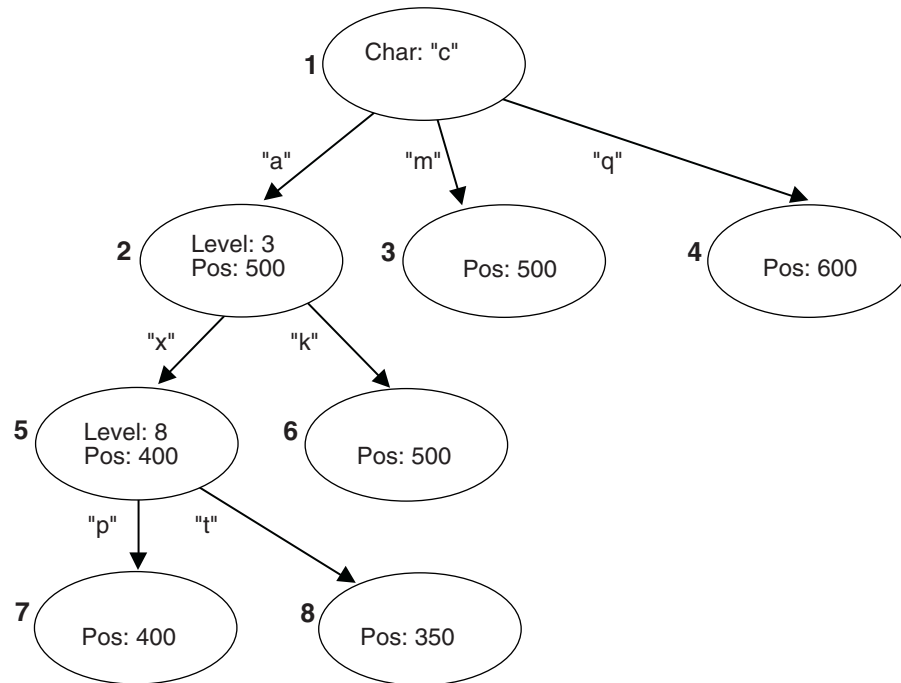 1
Char: "c"
"a"
"m"
"q"
2
Level: 3
Pos: 500
3
Pos: 500
4
Pos: 600
"x"
"k"
5
Level: 8
Pos: 400
6
Pos: 500
"p"
"t"
7
Pos: 400
8
Pos: 350